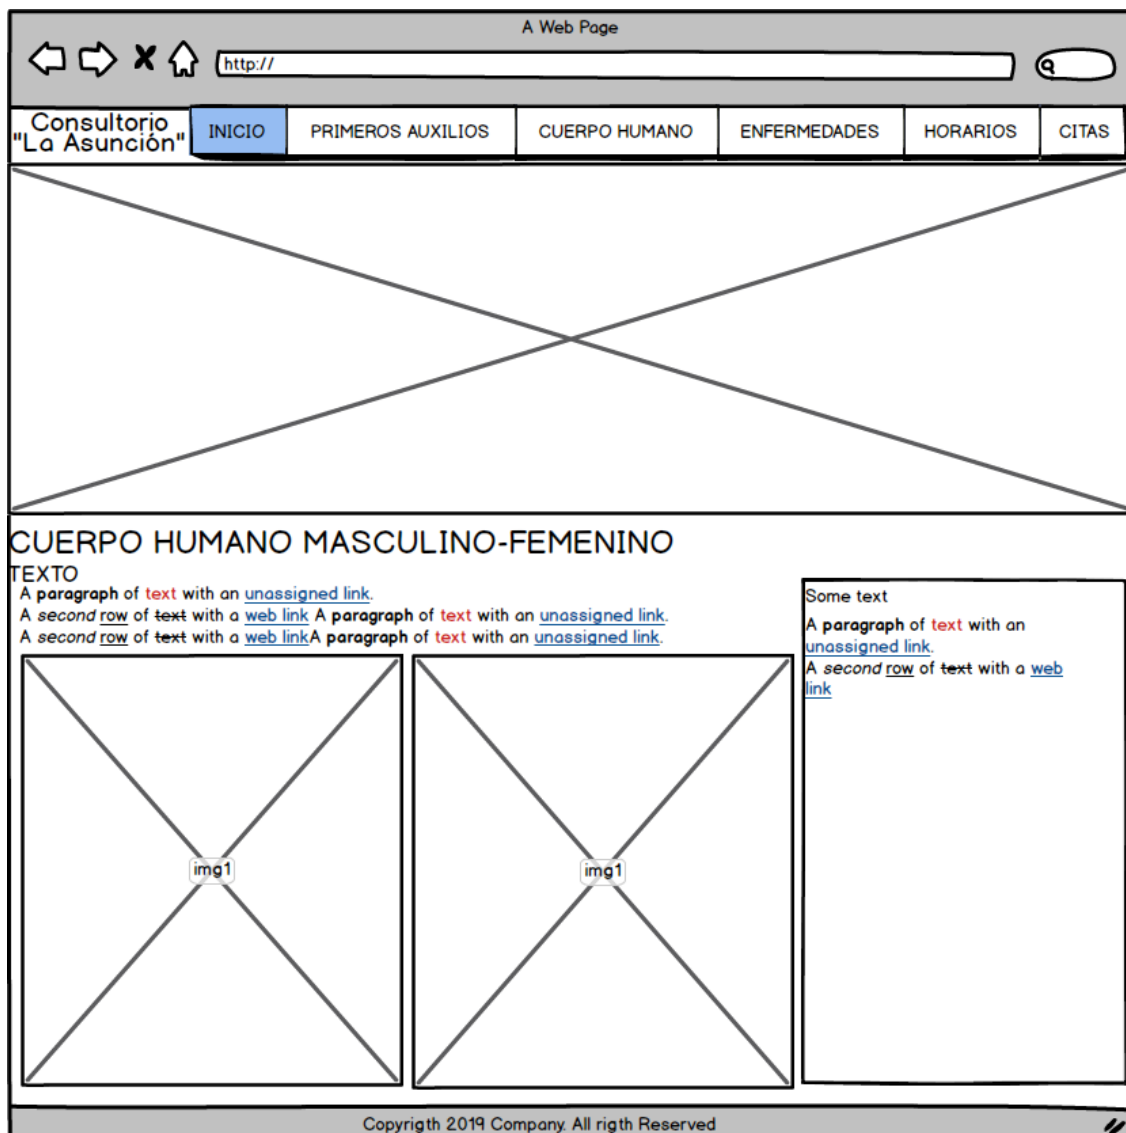 A Web Page
http://
Consultorio
"La Asunción"
INICIO
PRIMEROS AUXILIOS
CUERPO HUMANO
ENFERMEDADES
HORARIOS
CITAS
CUERPO HUMANO MASCULINO-FEMENINO
TEXTO
A paragraph of text with an unassigned link.
A second row of text with a web link A paragraph of text with an unassigned link.
A second row of text with a web linkA paragraph of text with an unassigned link.
img1
img1
Some text
A paragraph of text with an
unassigned link.
A second row of text with a web
link
Copyrigth 2019 Company. All rigth Reserved